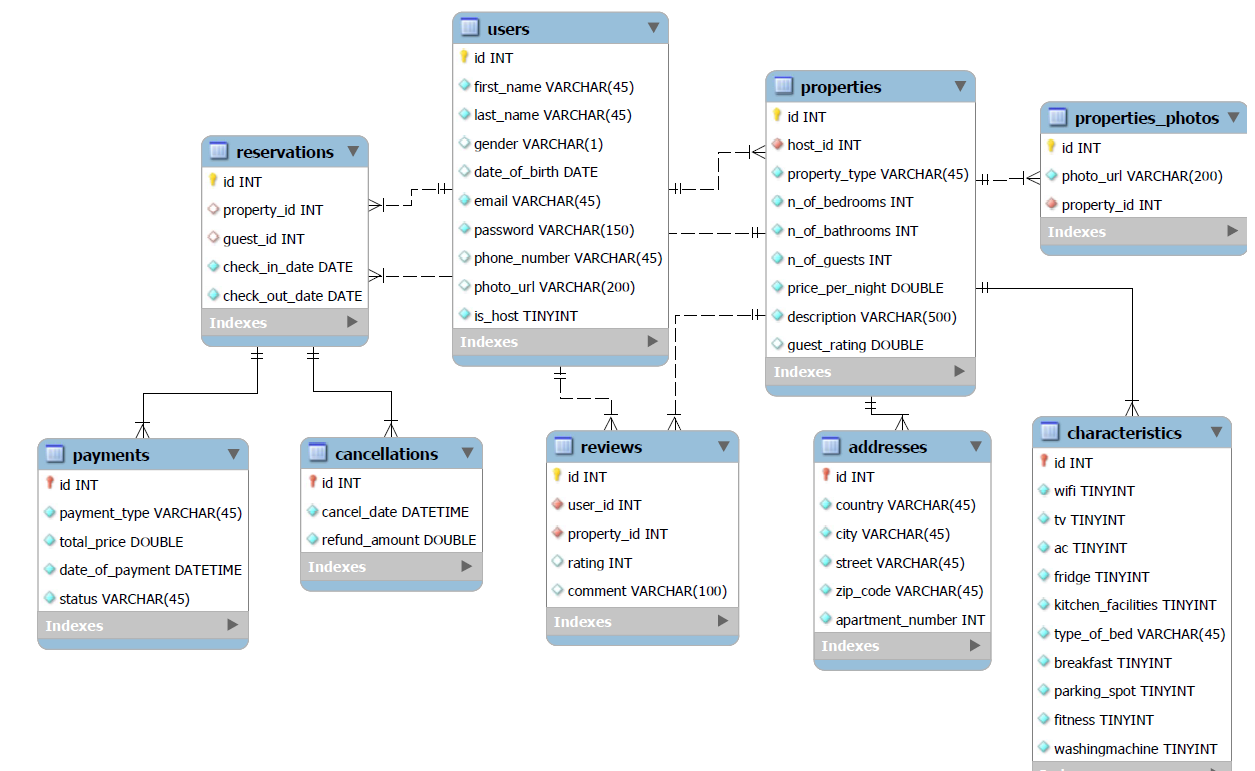 users
id INT
first_name VARCHAR(45)
last_name VARCHAR(45)
gender VARCHAR(1)
date_of_birth DATE
email VARCHAR(45)
password VARCHAR(150)
phone_number VARCHAR(45)
photo_url VARCHAR(200)
is_host TINYINT
Indexes
properties
id INT
host_id INT
property_type VARCHAR(45)
n_of_bedrooms INT
n_of_bathrooms INT
n_of_guests INT
price_per_night DOUBLE
description VARCHAR(500)
guest_rating DOUBLE
Indexes
properties_photos
id INT
photo_url VARCHAR(200)
property_id INT
Indexes
reservations
id INT
property_id INT
guest_id INT
check_in_date DATE
check_out_date DATE
Indexes
payments
id INT
payment_type VARCHAR(45)
total_price DOUBLE
date_of_payment DATETIME
status VARCHAR(45)
Indexes
cancellations
id INT
cancel_date DATETIME
refund_amount DOUBLE
Indexes
reviews
id INT
user_id INT
property_id INT
rating INT
comment VARCHAR(100)
Indexes
addresses
id INT
country VARCHAR(45)
city VARCHAR(45)
street VARCHAR(45)
zip_code VARCHAR(45)
apartment_number INT
Indexes
characteristics
id INT
wifi TINYINT
tv TINYINT
ac TINYINT
fridge TINYINT
kitchen_facilities TINYINT
type_of_bed VARCHAR(45)
breakfast TINYINT
parking_spot TINYINT
fitness TINYINT
washingmachine TINYINT